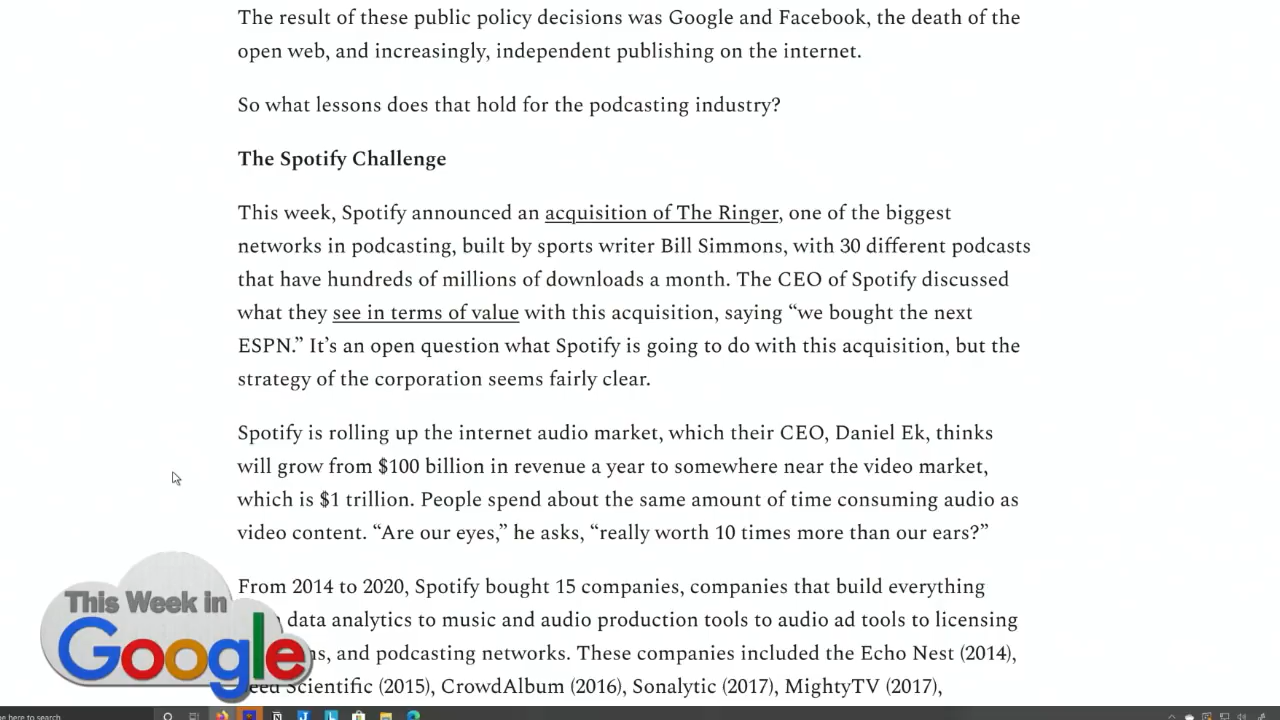 The result of these public policy decisions was Google and Facebook, the death of the
open web, and increasingly, independent publishing on the internet.
So what lessons does that hold for the podcasting industry?
The Spotify Challenge
This week, Spotify announced an acquisition of The Ringer, one of the biggest
networks in podcasting, built by sports writer Bill Simmons, with 30 different podcasts
that have hundreds of millions of downloads a month. The CEO of Spotify discussed
what they see in terms of value with this acquisition, saying “we bought the next
ESPN.” It’s an open question what Spotify is going to do with this acquisition, but the
strategy of the corporation seems fairly clear.
Spotify is rolling up the internet audio market, which their CEO, Daniel Ek, thinks
will grow from $100 billion in revenue a year to somewhere near the video market,
which is $1 trillion. People spend about the same amount of time consuming audio as
video content. “Are our eyes,” he asks, “really worth 10 times more than our ears?”
From 2014 to 2020, Spotify bought 15 companies, companies that build everything
data analytics to music and audio production tools to audio ad tools to licensing
and podcasting networks. These companies included the Echo Nest (2014),
Scientific (2015), CrowdAlbum (2016), Sonalytic (2017), MightyTV (2017),
This Week in
Google
here to search